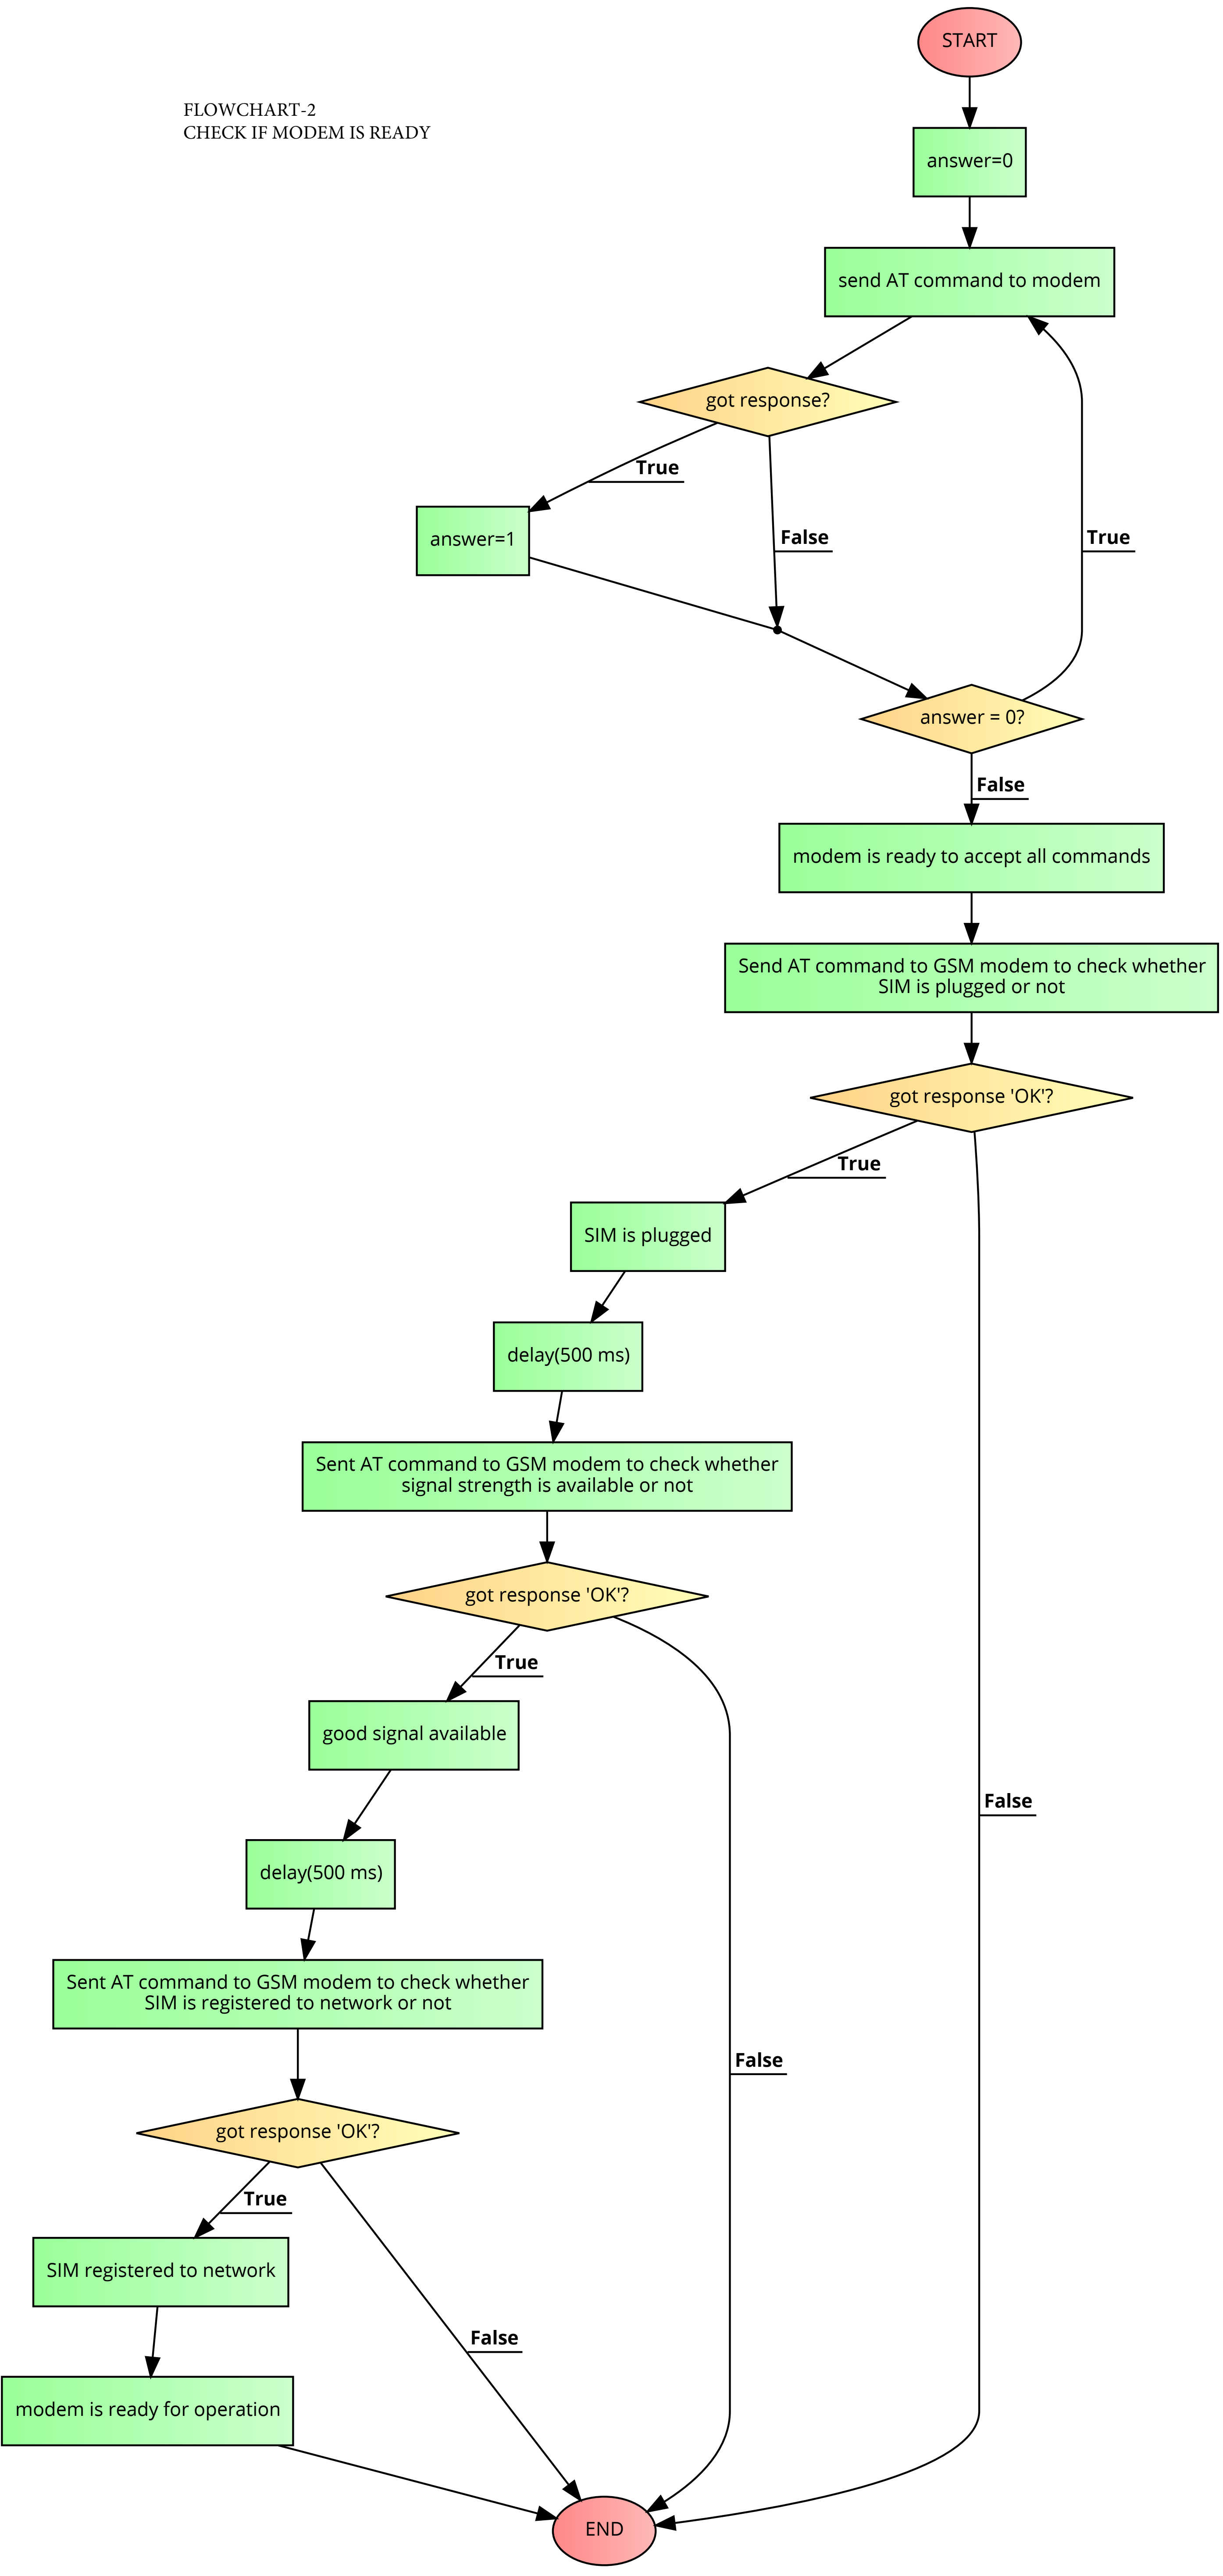 START
FLOWCHART-2
CHECK IF MODEM IS READY
answer=0
send AT command to modem
got response?
True
answer=1
False
True
answer = 0?
False
modem is ready to accept all commands
Send AT command to GSM modem to check whether
SIM is plugged or not
got response 'OK'?
True
SIM is plugged
delay(500 ms)
Sent AT command to GSM modem to check whether
signal strength is available or not
got response 'OK'?
True
good signal available
False
delay(500 ms)
Sent AT command to GSM modem to check whether
SIM is registered to network or not
False
got response 'OK'?
True
SIM registered to network
False
modem is ready for operation
END